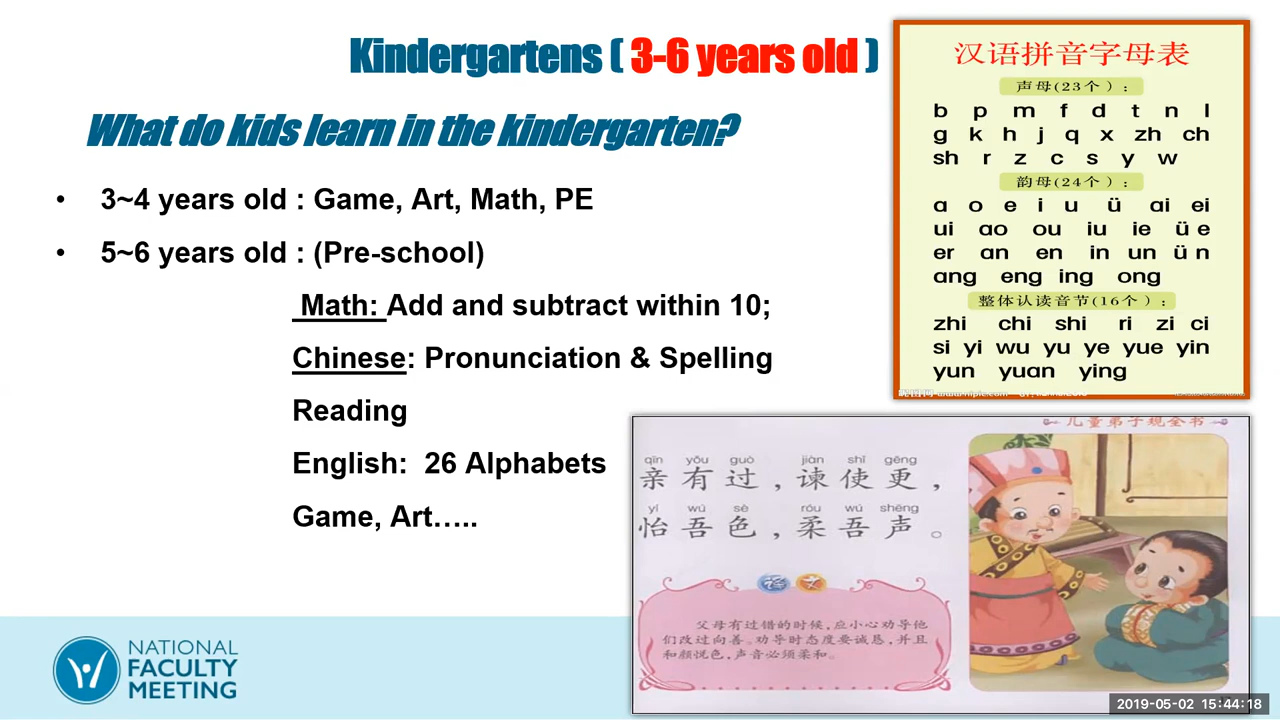 Kindergartens ( 3-6 years old )
What do kids learn in the kindergarten?
• 3~4 years old : Game, Art, Math, PE
• 5~6 years old : (Pre-school)
Math: Add and subtract within 10;
Chinese: Pronunciation & Spelling
Reading
English: 26 Alphabets
Game, Art…..
汉语拼音字母表
声母(23个）：
b p m f d t n l
g k h j q x zh ch
sh r z c s y w
韵母(24个）：
a o e i u ü ai ei
ui ao ou iu ie ü e
er an en in un ü n
ang eng ing ong
整体认读音节(16个）：
zhi chi shi ri zi ci
si yi wu yu ye yue yin
yun yuan ying
儿童弟子规全书
qīn yǒu guò jiàn shǐ gēng
亲有过，谏使更，
yí wú sè róu wú shēng
怡吾色，柔吾声。
译 文
父母有过错的时候，应小心劝导他
们改过向善。劝导时态度要诚恳，并且
和颜悦色，声音必须柔和。
NATIONAL
FACULTY
MEETING
2019-05-02 15:44:18